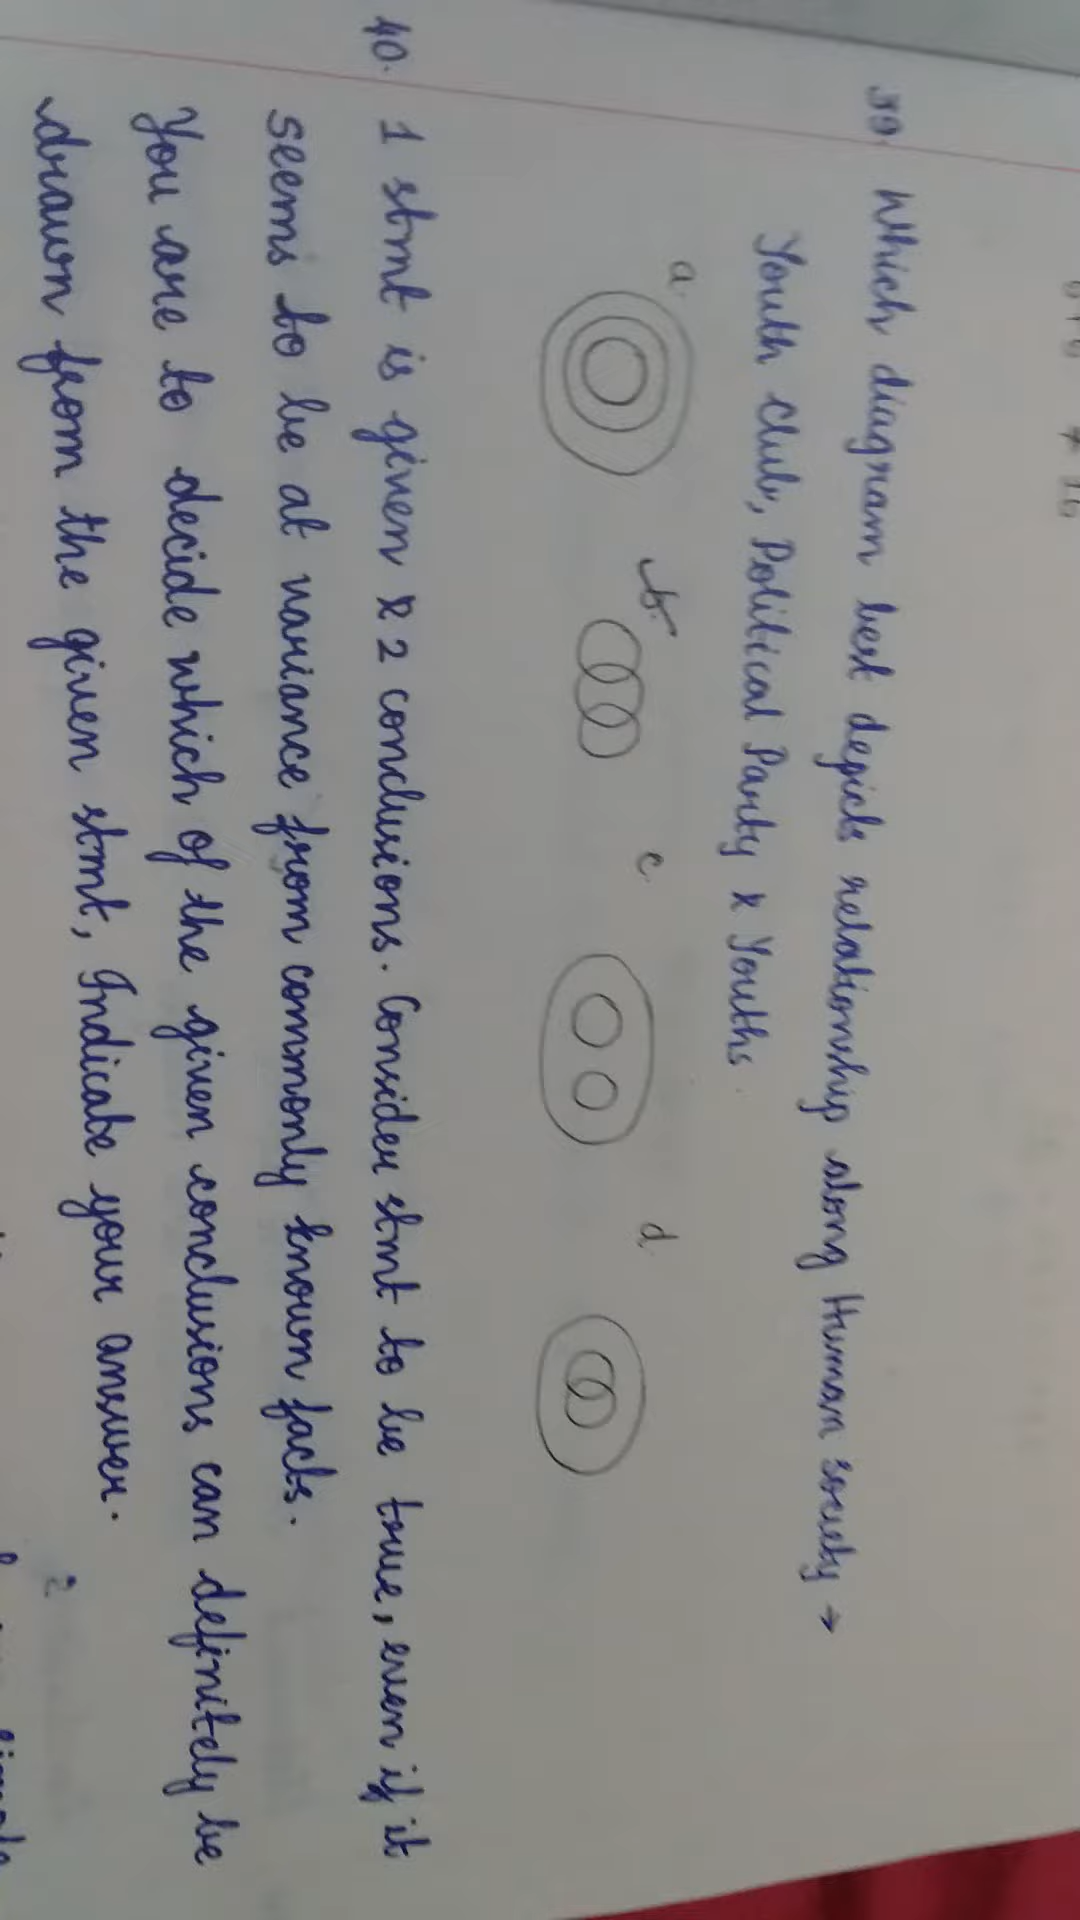 39. Which diagram best depicts relationship along Human society →
Youth club, Political Party & Youths.
a. b. c. d.
40. 1 stmt is given & 2 conclusions. Consider stmt to be true, even if it
seems to be at variance from commonly known facts.
You are to decide which of the given conclusions can definitely be
drawn from the given stmt, Indicate your answer.